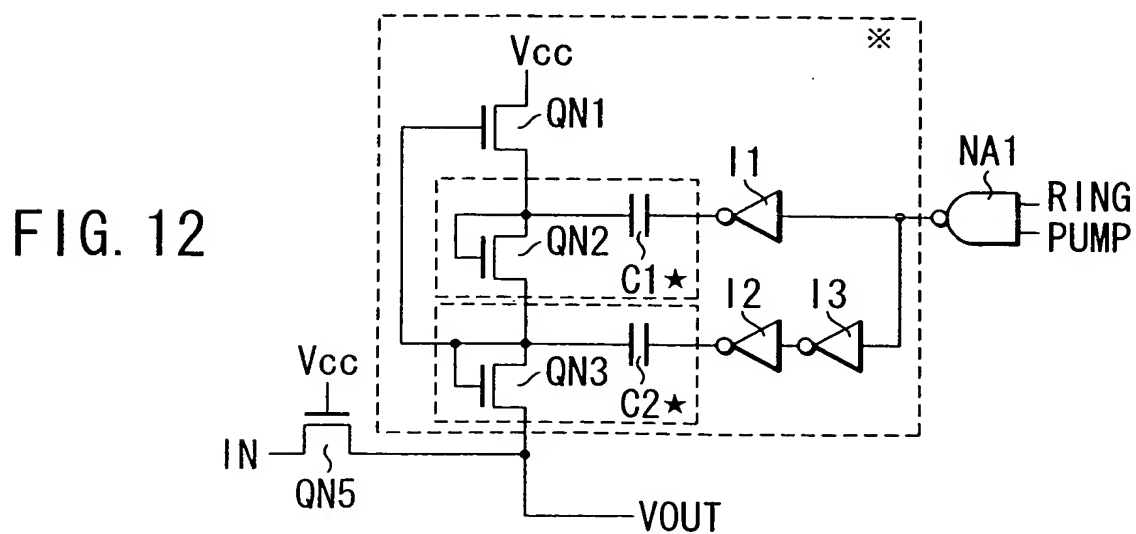 ※
Vcc
QN1
NA1
I1
RING
PUMP
FIG. 12
QN2
C1★
I2
I3
Vcc
QN3
C2★
IN
QN5
VOUT